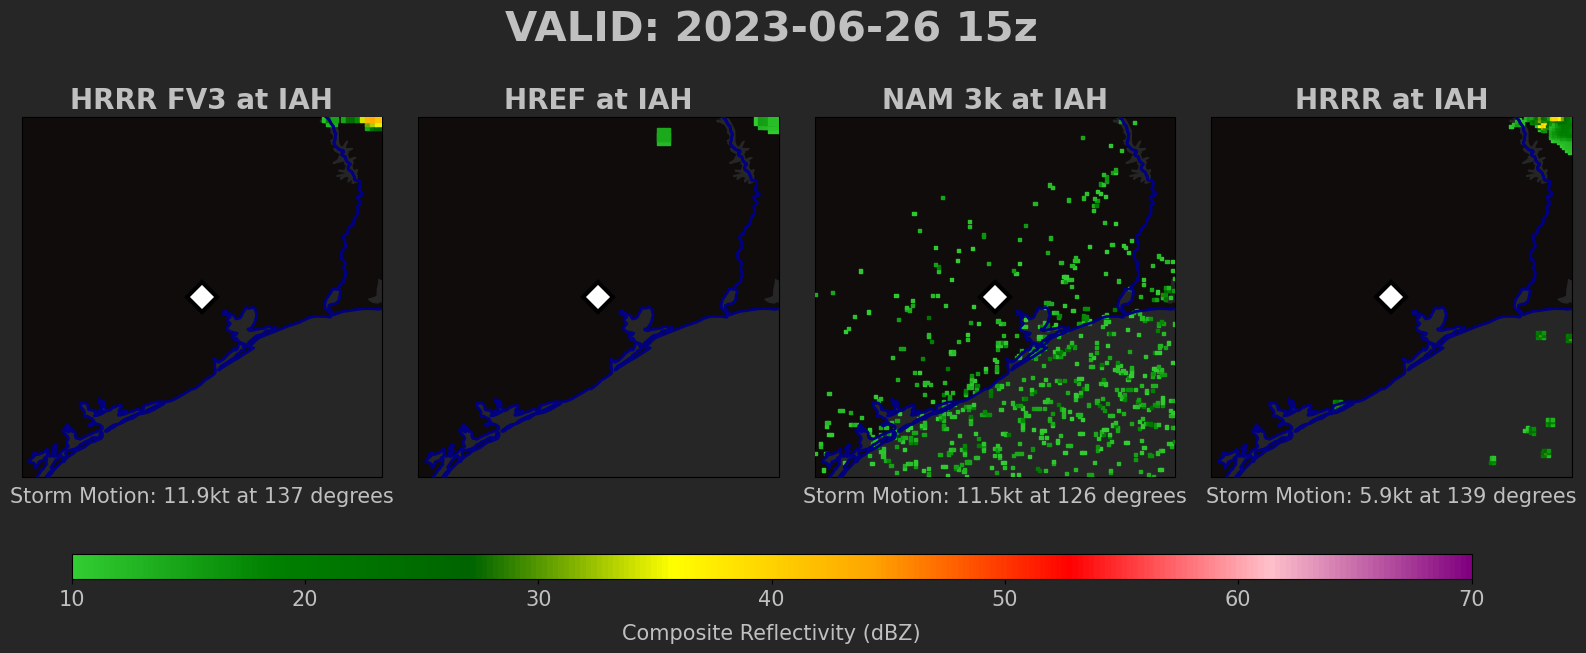 VALID: 2023-06-26 15z
HRRR FV3 at IAH
HREF at IAH
NAM 3k at IAH
HRRR at IAH
Storm Motion: 11.9kt at 137 degrees
Storm Motion: 11.5kt at 126 degrees
Storm Motion: 5.9kt at 139 degrees
10 20 30 40 50 60 70
Composite Reflectivity (dBZ)